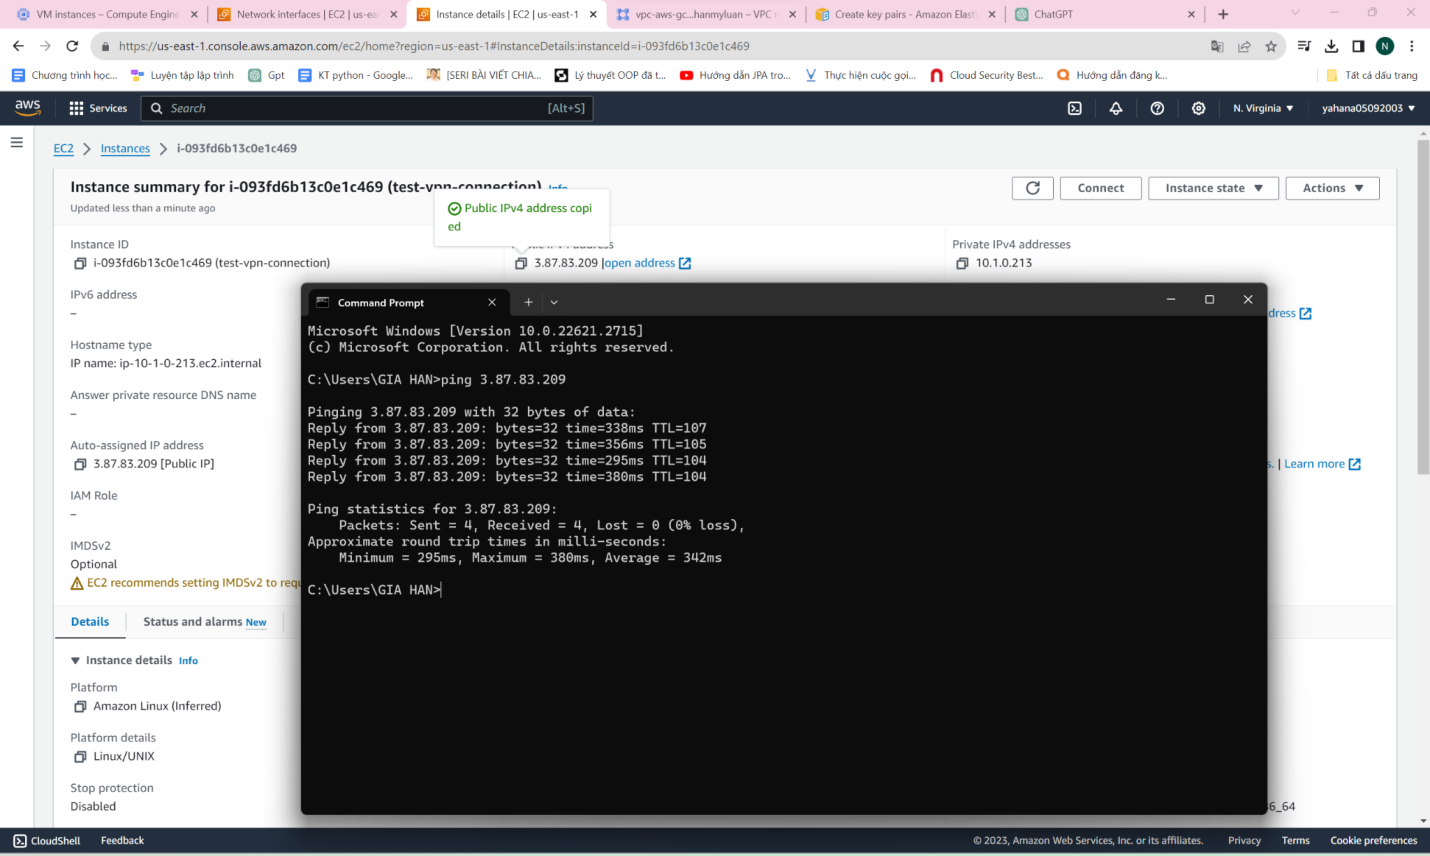 VM instances – Compute Engine
Network interfaces | EC2 | us-ea
Instance details | EC2 | us-east-1
vpc-aws-gc...hanmyluan – VPC n
Create key pairs - Amazon Elasti
ChatGPT
https://us-east-1.console.aws.amazon.com/ec2/home?region=us-east-1#InstanceDetails:instanceId=i-093fd6b13c0e1c469
N
Chương trình học...
Luyện tập lập trình
Gpt
KT python - Google...
[SERI BÀI VIẾT CHIA...
Lý thuyết OOP đã t...
Hướng dẫn JPA tro...
Thực hiện cuộc gọi...
Cloud Security Best...
Hướng dẫn đăng k...
Tất cả dấu trang
aws
Services
Search
[Alt+S]
N. Virginia
yahana05092003
EC2
Instances
i-093fd6b13c0e1c469
Instance summary for i-093fd6b13c0e1c469 (test-vpn-connection) Info
Updated less than a minute ago
Connect
Instance state
Actions
Public IPv4 address copi
ed
Instance ID
i-093fd6b13c0e1c469 (test-vpn-connection)
Public IPv4 address
3.87.83.209 |open address
Private IPv4 addresses
10.1.0.213
IPv6 address
–
dress
Hostname type
IP name: ip-10-1-0-213.ec2.internal
Answer private resource DNS name
–
Auto-assigned IP address
3.87.83.209 [Public IP]
s. | Learn more
IAM Role
–
IMDSv2
Optional
EC2 recommends setting IMDSv2 to requ
Details
Status and alarms New
Instance details Info
Platform
Amazon Linux (Inferred)
Platform details
Linux/UNIX
Stop protection
Disabled
6_64
Command Prompt
Microsoft Windows [Version 10.0.22621.2715]
(c) Microsoft Corporation. All rights reserved.
C:\Users\GIA HAN>ping 3.87.83.209
Pinging 3.87.83.209 with 32 bytes of data:
Reply from 3.87.83.209: bytes=32 time=338ms TTL=107
Reply from 3.87.83.209: bytes=32 time=356ms TTL=105
Reply from 3.87.83.209: bytes=32 time=295ms TTL=104
Reply from 3.87.83.209: bytes=32 time=380ms TTL=104
Ping statistics for 3.87.83.209:
Packets: Sent = 4, Received = 4, Lost = 0 (0% loss),
Approximate round trip times in milli-seconds:
Minimum = 295ms, Maximum = 380ms, Average = 342ms
C:\Users\GIA HAN>
CloudShell
Feedback
© 2023, Amazon Web Services, Inc. or its affiliates.
Privacy
Terms
Cookie preferences